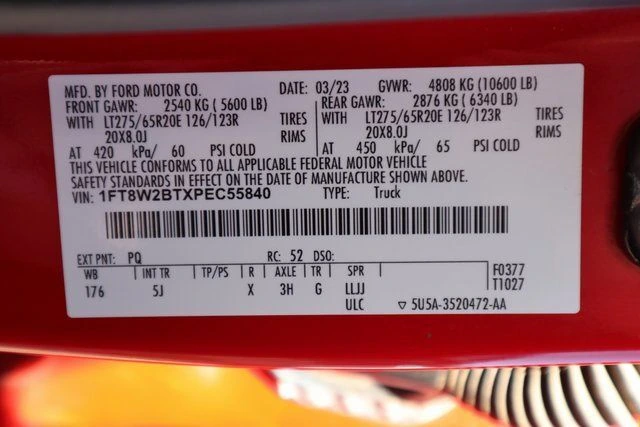 MFD. BY FORD MOTOR CO. DATE: 03/23 GVWR: 4808 KG (10600 LB)
FRONT GAWR: 2540 KG (5600 LB) REAR GAWR: 2876 KG (6340 LB)
WITH LT275/65R20E 126/123R TIRES WITH LT275/65R20E 126/123R TIRES
20X8.0J RIMS 20X8.0J RIMS
AT 420 kPa/ 60 PSI COLD AT 450 kPa/ 65 PSI COLD
THIS VEHICLE CONFORMS TO ALL APPLICABLE FEDERAL MOTOR VEHICLE
SAFETY STANDARDS IN EFFECT ON THE DATE OF MANUFACTURE SHOWN ABOVE.
VIN: 1FT8W2BTXPEC55840 TYPE: Truck
EXT PNT: PQ RC: 52 DSO:
WB INT TR TP/PS R AXLE TR SPR F0377
176 5J X 3H G LLJJ T1027
ULC ▽ 5U5A-3520472-AA